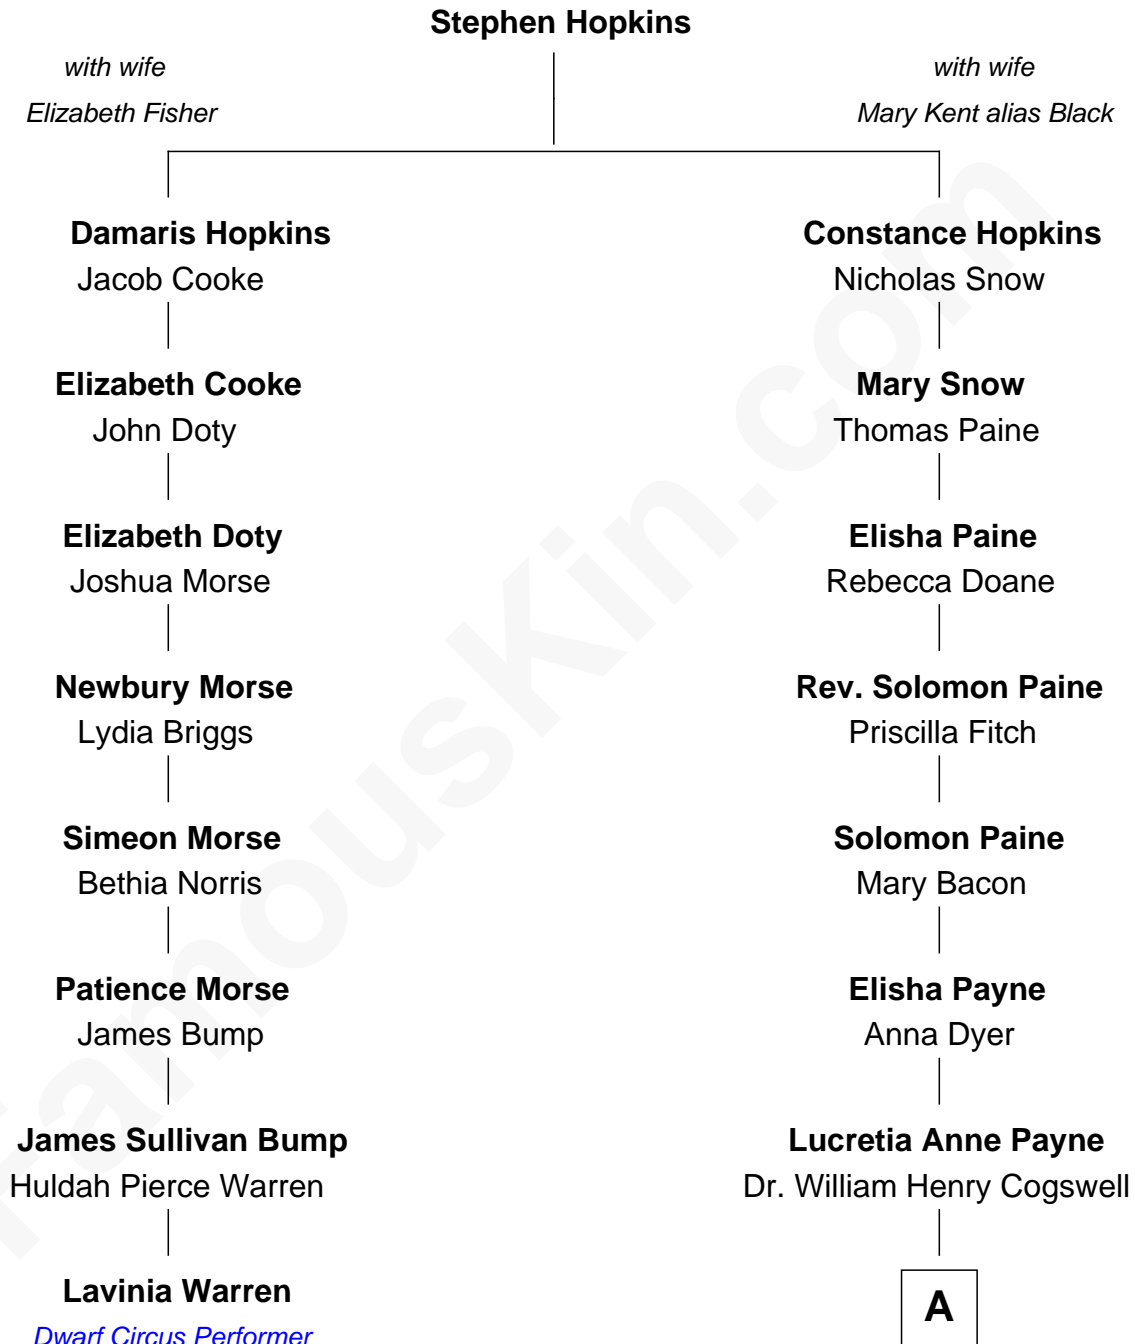 Stephen Hopkins
with wife
Elizabeth Fisher
with wife
Mary Kent alias Black
Damaris Hopkins
Jacob Cooke
Constance Hopkins
Nicholas Snow
Elizabeth Cooke
John Doty
Mary Snow
Thomas Paine
Elizabeth Doty
Joshua Morse
Elisha Paine
Rebecca Doane
Newbury Morse
Lydia Briggs
Rev. Solomon Paine
Priscilla Fitch
Simeon Morse
Bethia Norris
Solomon Paine
Mary Bacon
Patience Morse
James Bump
Elisha Payne
Anna Dyer
James Sullivan Bump
Huldah Pierce Warren
Lucretia Anne Payne
Dr. William Henry Cogswell
Lavinia Warren
Dwarf Circus Performer
A
FamousKin.com